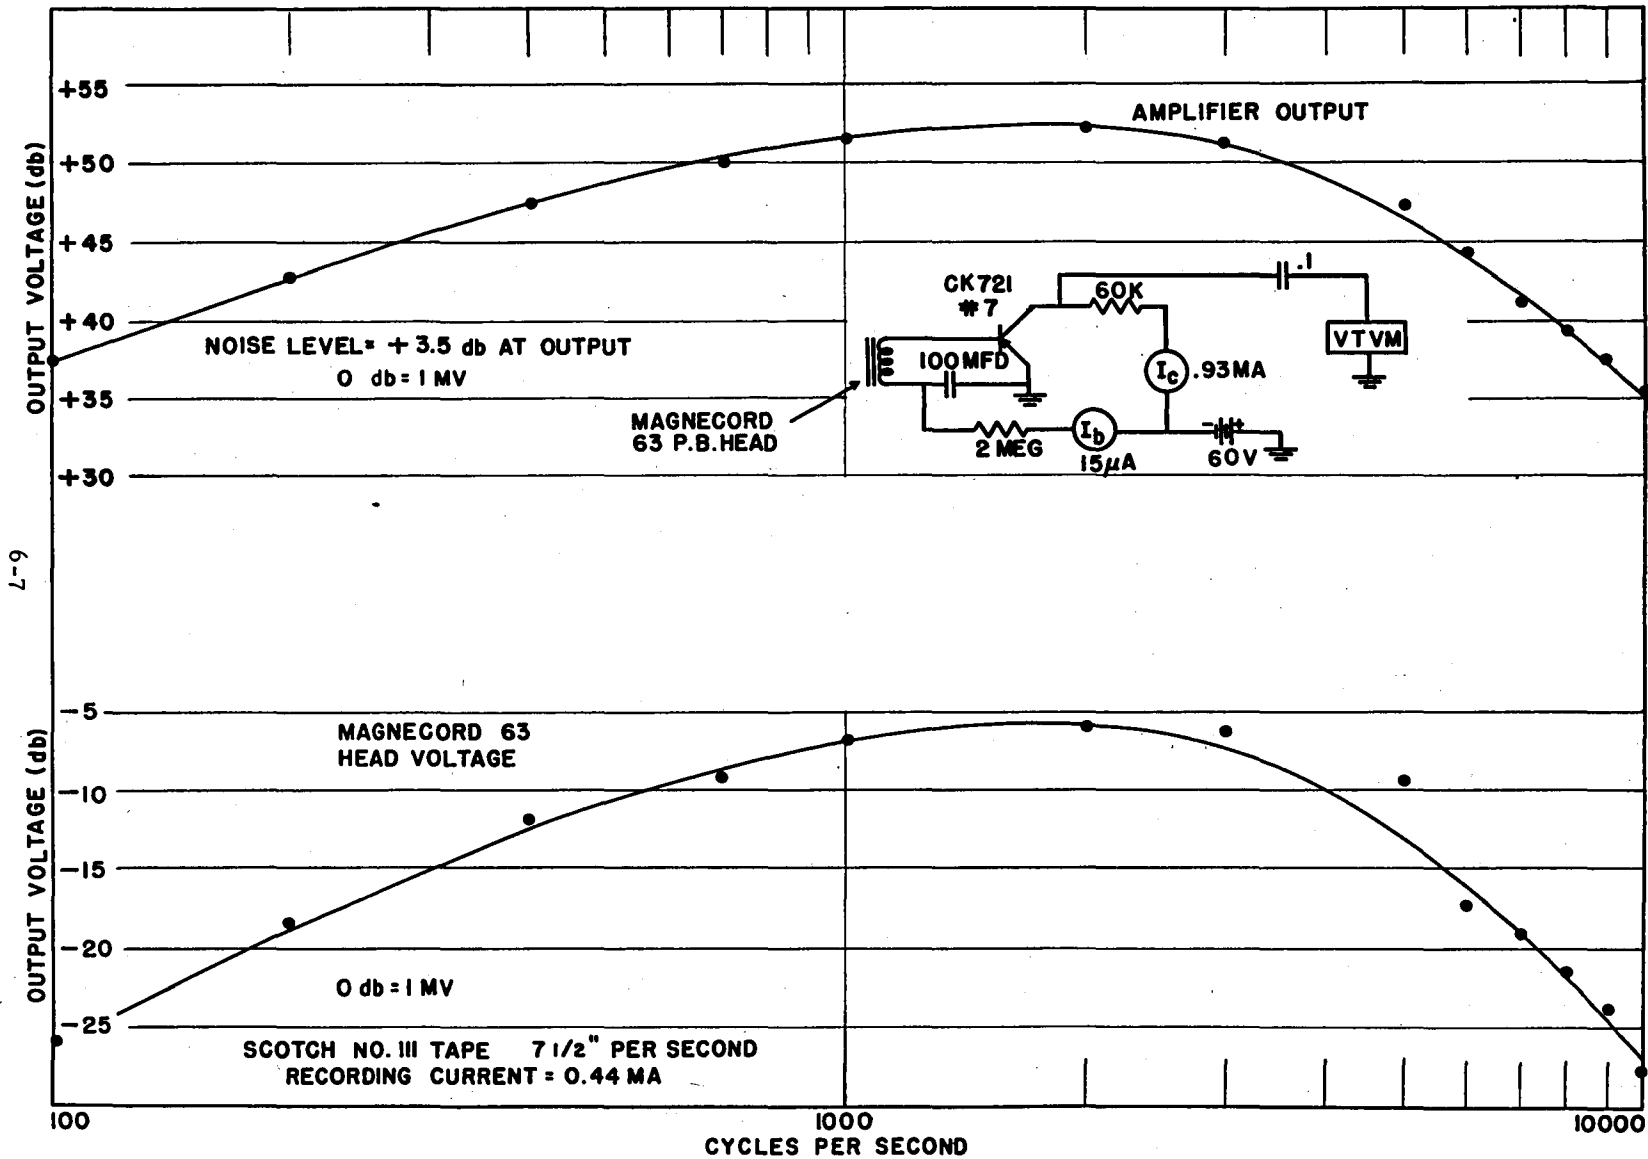 +55
+50
+45
+40
+35
+30
OUTPUT VOLTAGE (db)
AMPLIFIER OUTPUT
NOISE LEVEL= + 3.5 db AT OUTPUT
0 db = 1 MV
CK721
#7
60K
.1
VTVM
100 MFD
Ic
.93MA
MAGNECORD
63 P.B. HEAD
2 MEG
Ib
15μA
- +
60V
6-7
-5
-10
-15
-20
-25
OUTPUT VOLTAGE (db)
MAGNECORD 63
HEAD VOLTAGE
0 db = 1 MV
SCOTCH NO. III TAPE 7 1/2" PER SECOND
RECORDING CURRENT = 0.44 MA
100 1000 10000
CYCLES PER SECOND